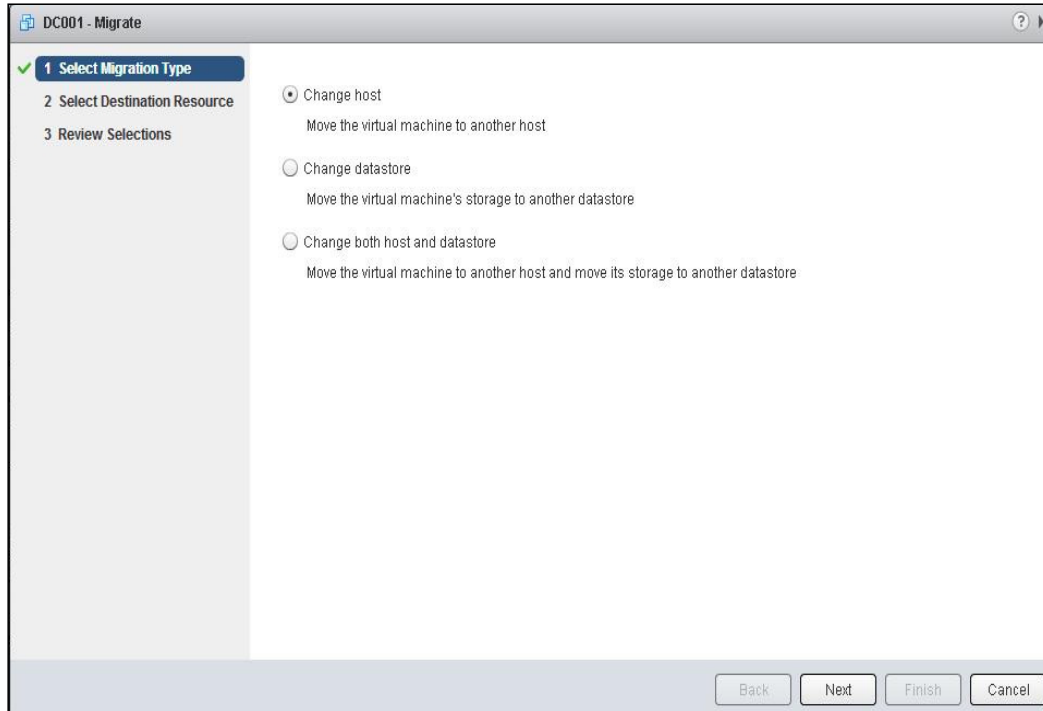 DC001 - Migrate
?
1 Select Migration Type
2 Select Destination Resource
3 Review Selections
Change host
Move the virtual machine to another host
Change datastore
Move the virtual machine's storage to another datastore
Change both host and datastore
Move the virtual machine to another host and move its storage to another datastore
Back Next Finish Cancel